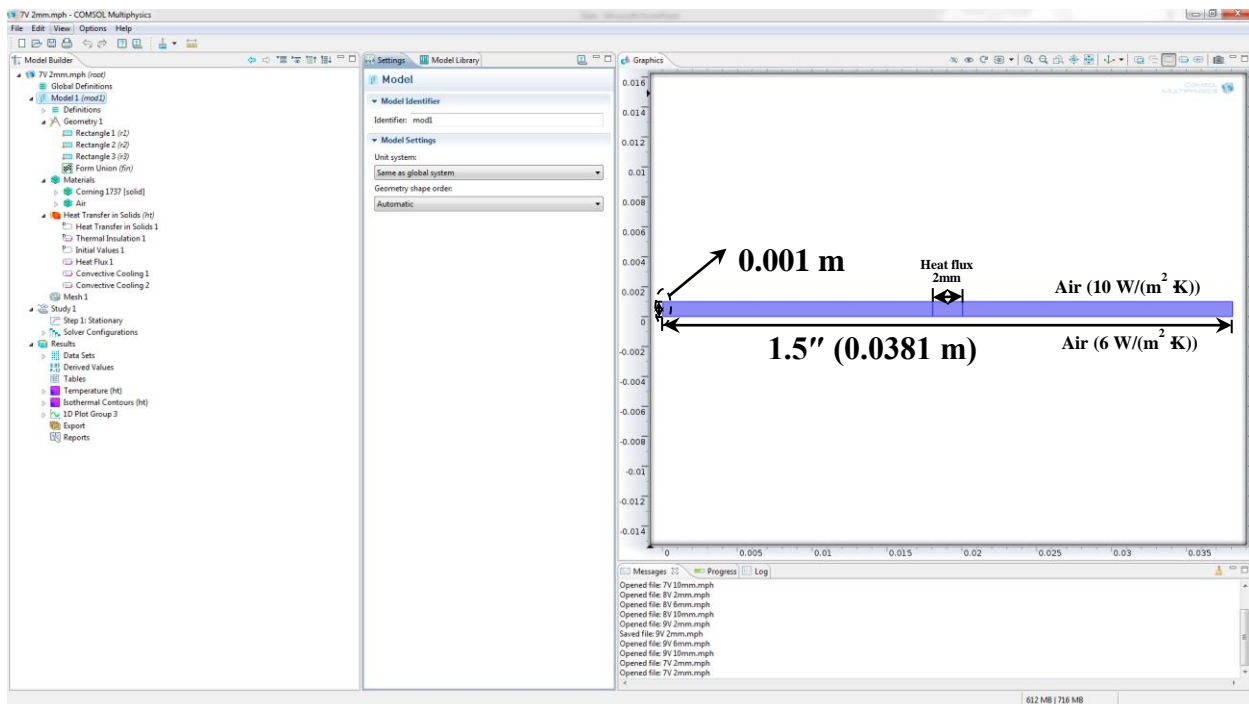 7V 2mm.mph - COMSOL Multiphysics
File Edit View Options Help
Model Builder
7V 2mm.mph (root)
Global Definitions
Model 1 (mod1)
Definitions
Geometry 1
Rectangle 1 (r1)
Rectangle 2 (r2)
Rectangle 3 (r3)
Form Union (fin)
Materials
Corning 1737 [solid]
Air
Heat Transfer in Solids (ht)
Heat Transfer in Solids 1
Thermal Insulation 1
Initial Values 1
Heat Flux 1
Convective Cooling 1
Convective Cooling 2
Mesh 1
Study 1
Step 1: Stationary
Solver Configurations
Results
Data Sets
Derived Values
Tables
Temperature (ht)
Isothermal Contours (ht)
1D Plot Group 3
Export
Reports
Settings Model Library
Model
Model Identifier
Identifier: mod1
Model Settings
Unit system:
Same as global system
Geometry shape order:
Automatic
Graphics
COMSOL
MULTIPHYSICS
0.016
0.014
0.012
0.01
0.008
0.006
0.004
0.002
0
-0.002
-0.004
-0.006
-0.008
-0.01
-0.012
-0.014
0.001 m
Heat flux
2mm
Air (10 W/(m² K))
1.5″ (0.0381 m)
Air (6 W/(m² K))
0 0.005 0.01 0.015 0.02 0.025 0.03 0.035
Messages Progress Log
Opened file: 7V 10mm.mph
Opened file: 8V 2mm.mph
Opened file: 8V 6mm.mph
Opened file: 8V 10mm.mph
Opened file: 9V 2mm.mph
Saved file: 9V 2mm.mph
Opened file: 9V 6mm.mph
Opened file: 9V 10mm.mph
Opened file: 7V 2mm.mph
Opened file: 7V 2mm.mph
612 MB | 716 MB